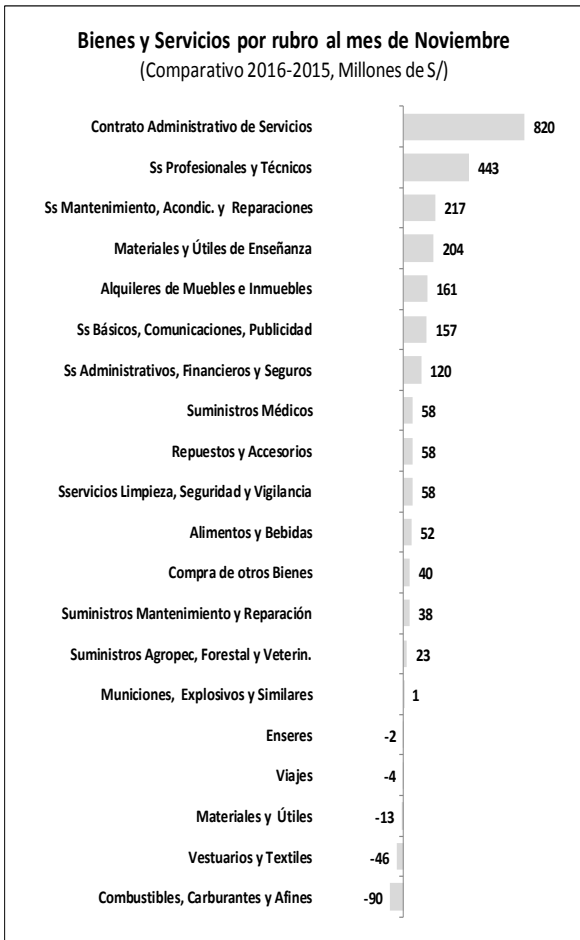 Bienes y Servicios por rubro al mes de Noviembre
(Comparativo 2016-2015, Millones de S/)
Contrato Administrativo de Servicios 820
Ss Profesionales y Técnicos 443
Ss Mantenimiento, Acondic. y Reparaciones 217
Materiales y Útiles de Enseñanza 204
Alquileres de Muebles e Inmuebles 161
Ss Básicos, Comunicaciones, Publicidad 157
Ss Administrativos, Financieros y Seguros 120
Suministros Médicos 58
Repuestos y Accesorios 58
Sservicios Limpieza, Seguridad y Vigilancia 58
Alimentos y Bebidas 52
Compra de otros Bienes 40
Suministros Mantenimiento y Reparación 38
Suministros Agropec, Forestal y Veterin. 23
Municiones, Explosivos y Similares 1
Enseres -2
Viajes -4
Materiales y Útiles -13
Vestuarios y Textiles -46
Combustibles, Carburantes y Afines -90